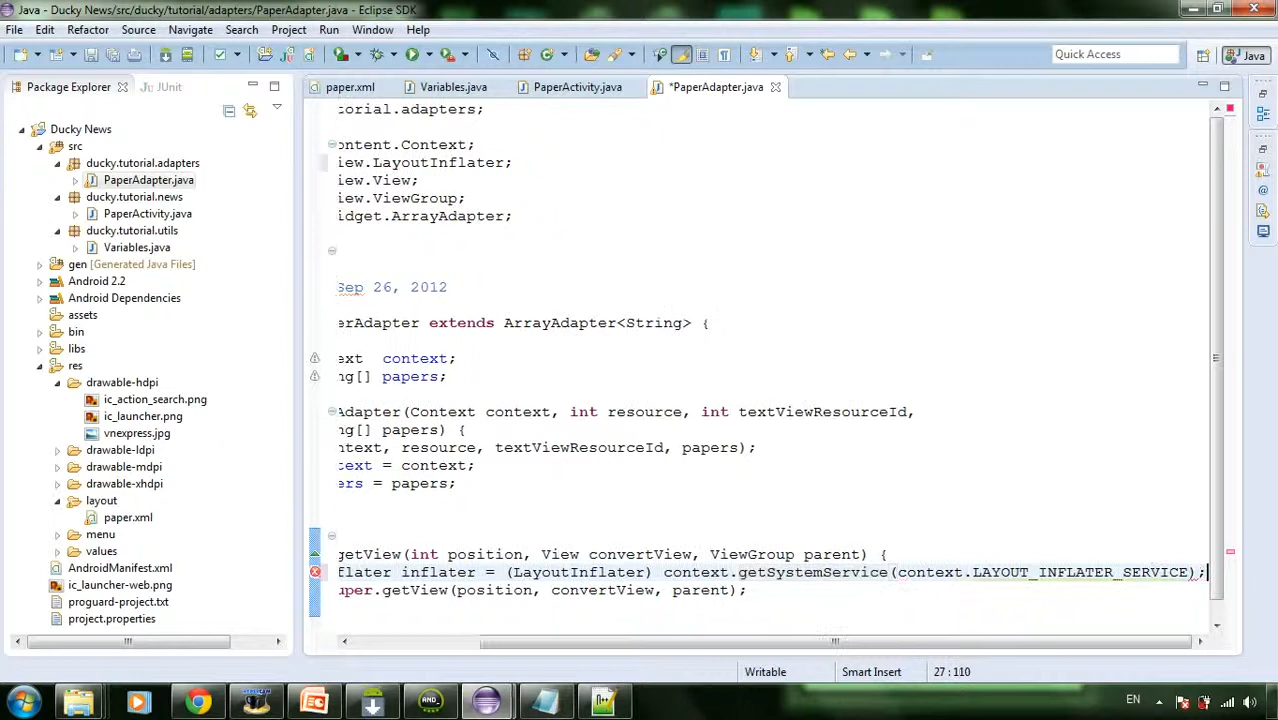 Java - Ducky News/src/ducky/tutorial/adapters/PaperAdapter.java - Eclipse SDK
File Edit Refactor Source Navigate Search Project Run Window Help
Quick Access
Java
Package Explorer
JUnit
paper.xml
Variables.java
PaperActivity.java
*PaperAdapter.java
Ducky News
src
ducky.tutorial.adapters
PaperAdapter.java
ducky.tutorial.news
PaperActivity.java
ducky.tutorial.utils
Variables.java
gen [Generated Java Files]
Android 2.2
Android Dependencies
assets
bin
libs
res
drawable-hdpi
ic_action_search.png
ic_launcher.png
vnexpress.jpg
drawable-ldpi
drawable-mdpi
drawable-xhdpi
layout
paper.xml
menu
values
AndroidManifest.xml
ic_launcher-web.png
proguard-project.txt
project.properties
torial.adapters;
ontent.Context;
iew.LayoutInflater;
iew.View;
iew.ViewGroup;
idget.ArrayAdapter;
Sep 26, 2012
erAdapter extends ArrayAdapter<String> {
ext  context;
ng[] papers;
Adapter(Context context, int resource, int textViewResourceId,
ng[] papers) {
ntext, resource, textViewResourceId, papers);
text = context;
ers = papers;
getView(int position, View convertView, ViewGroup parent) {
flater inflater = (LayoutInflater) context.getSystemService(context.LAYOUT_INFLATER_SERVICE);
uper.getView(position, convertView, parent);
Writable
Smart Insert
27 : 110
EN